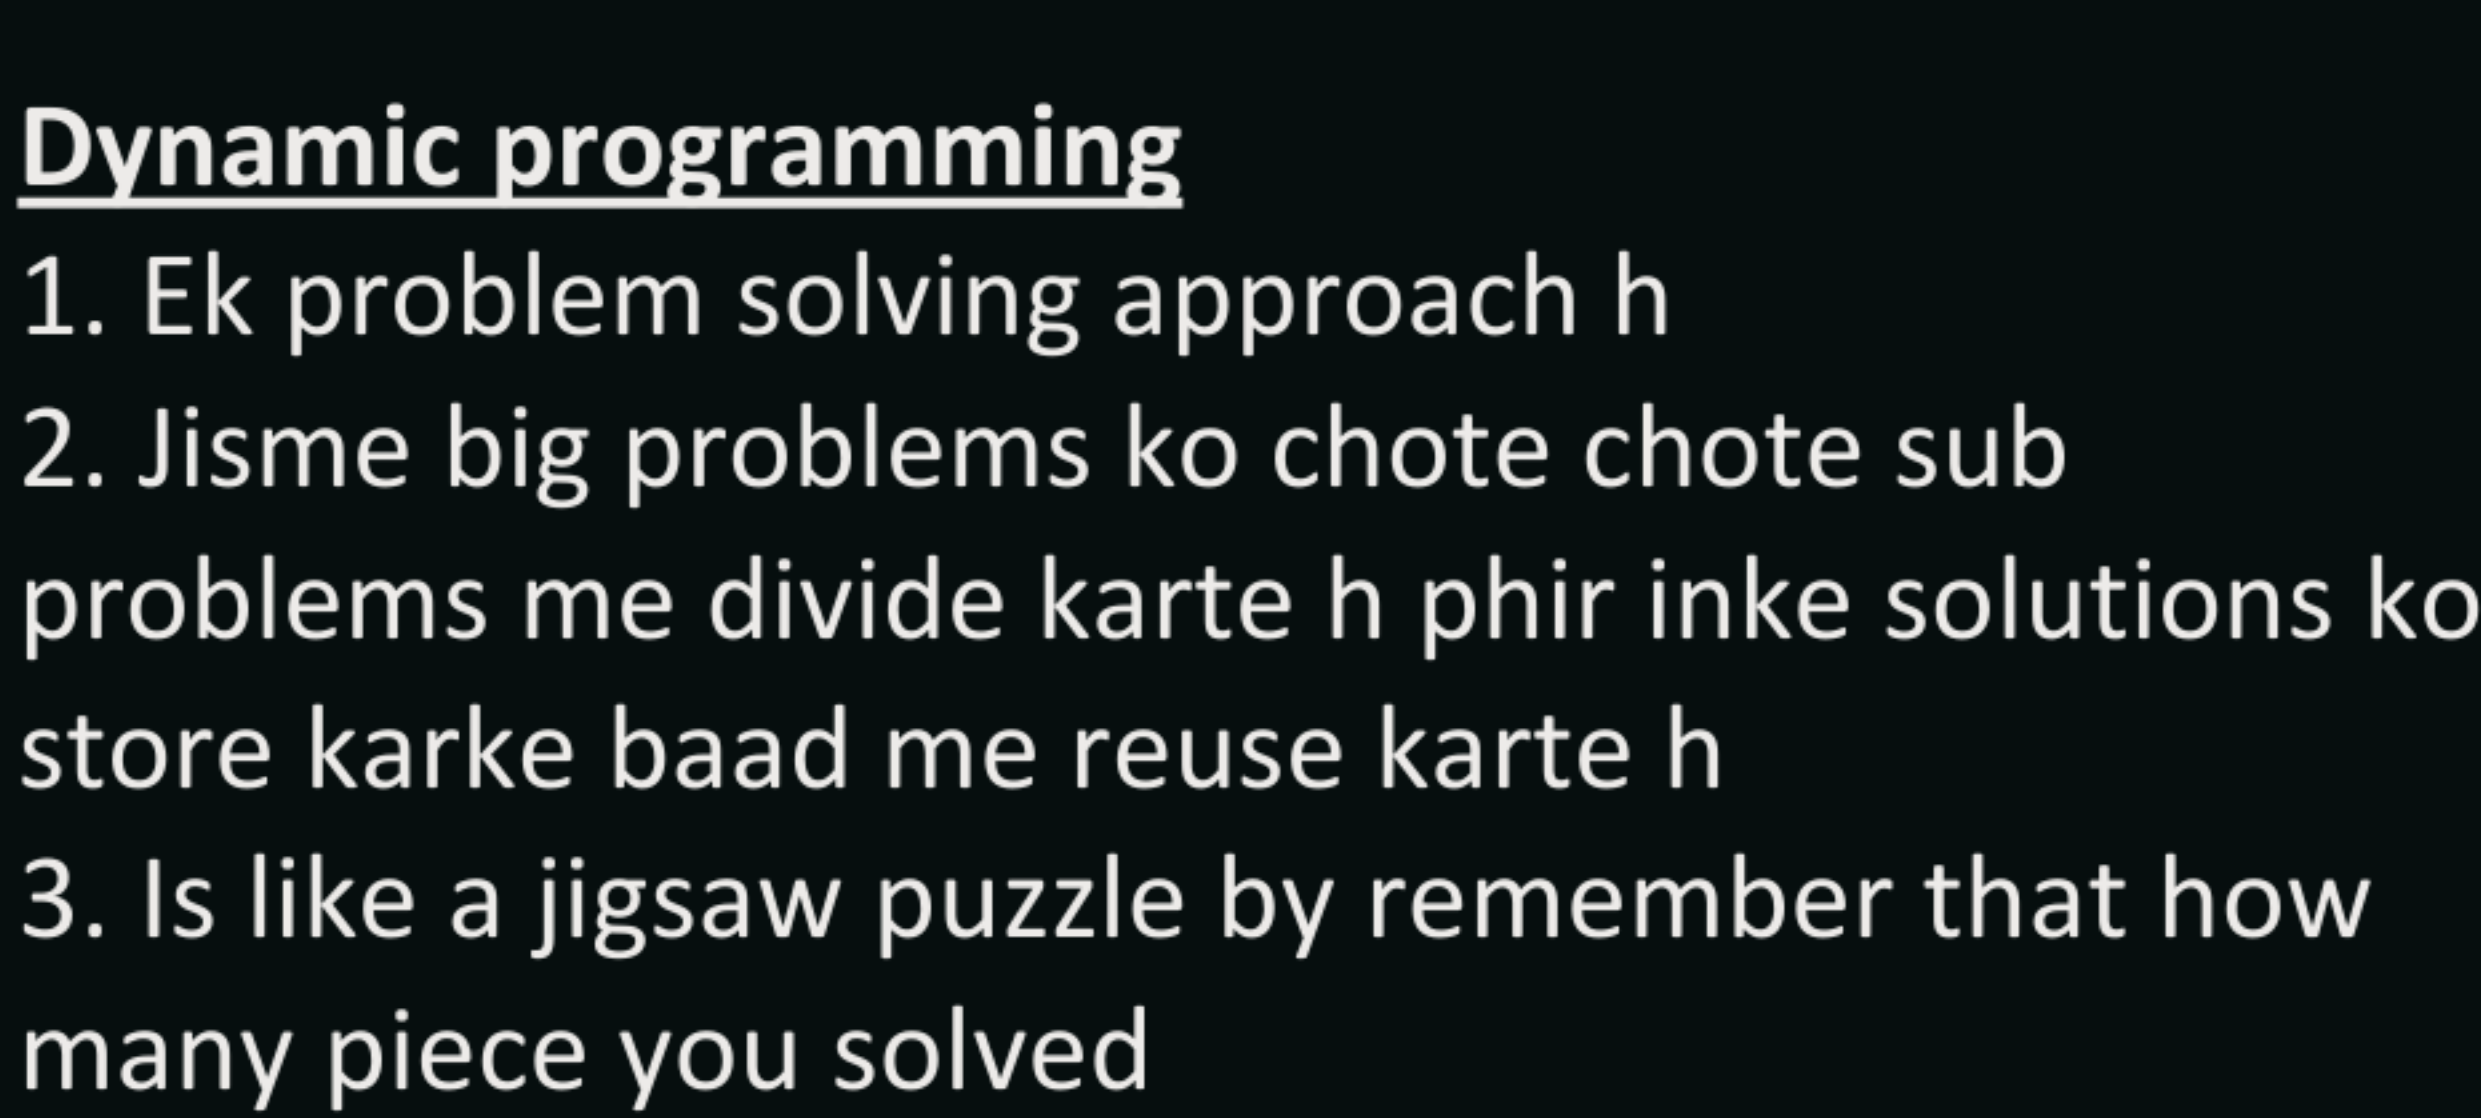 Dynamic programming
1. Ek problem solving approach h
2. Jisme big problems ko chote chote sub
problems me divide karte h phir inke solutions ko
store karke baad me reuse karte h
3. Is like a jigsaw puzzle by remember that how
many piece you solved